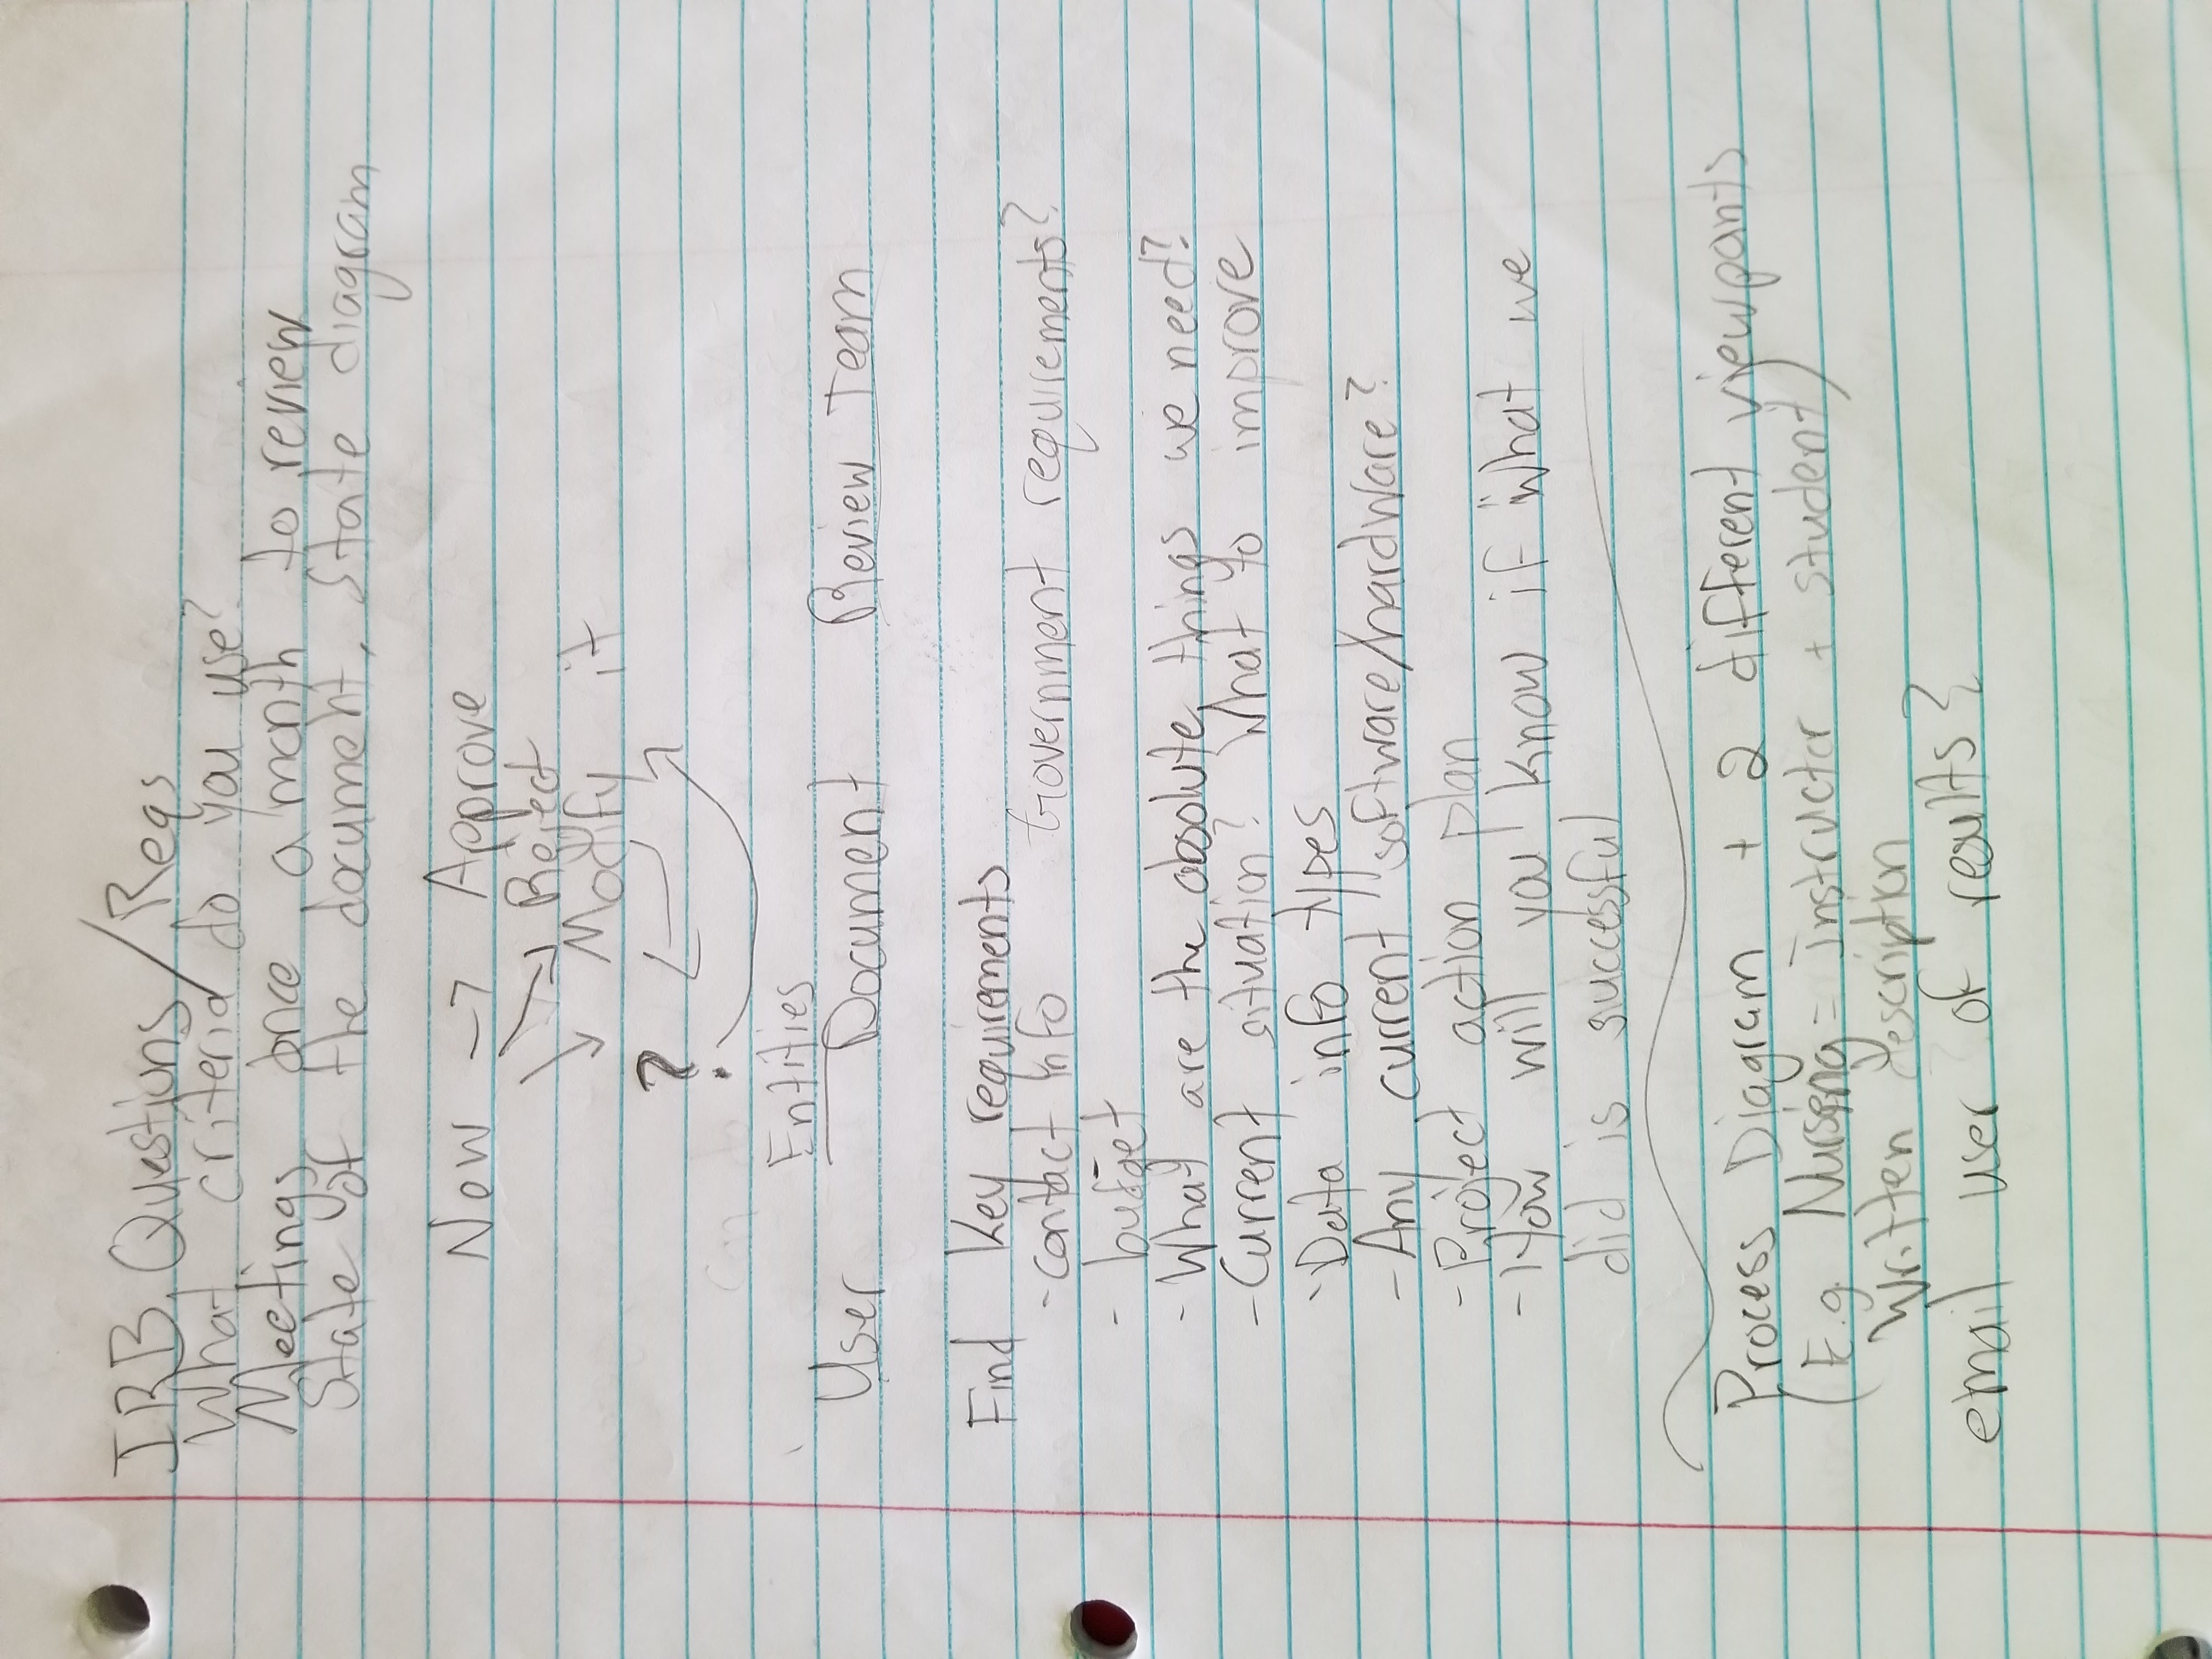 IRB Questions/Reqs
What criteria do you use?
Meetings once a month to review
State of the document, State diagram
New -> Approve
Reject
Modify it
?
Entities
User Document Review Team
Find Key requirements
- contact info Government requirements?
- budget
- What are the absolute things we need?
- Current situation? What to improve
- Data info types
- Any current software/hardware?
- Project action plan
- How will you know if what we
did is successful
Process Diagram + 2 different viewpoints
(E.g. Nursing = Instructor + student)
Written description
email user of results?